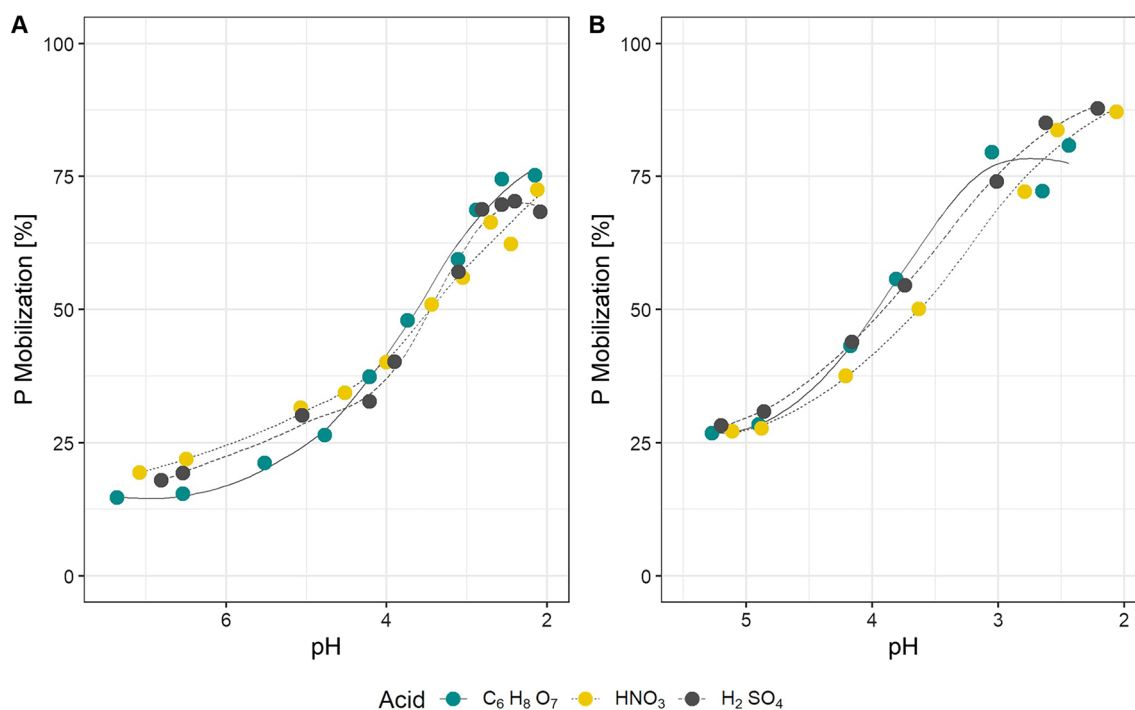 A
B
P Mobilization [%]
100
75
50
25
0
6
4
2
pH
P Mobilization [%]
100
75
50
25
0
5
4
3
2
pH
Acid C₆ H₈ O₇ HNO₃ H₂ SO₄